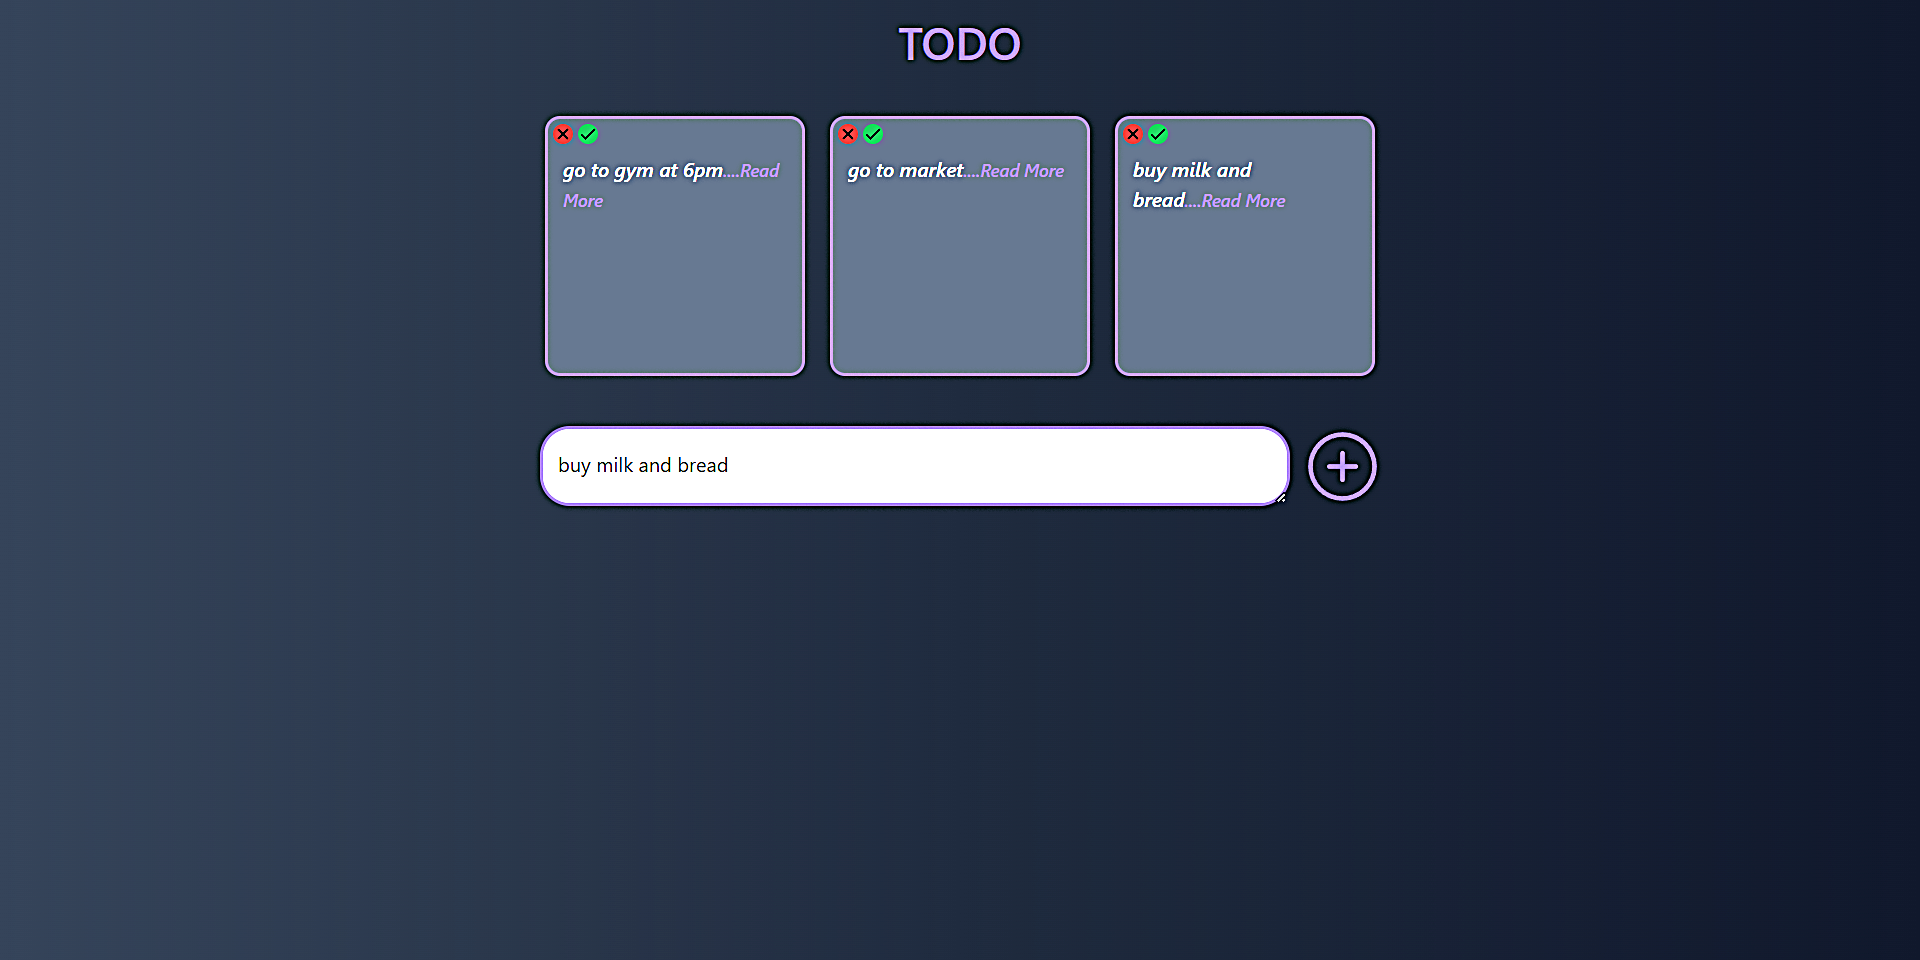 TODO
go to gym at 6pm....Read
More
go to market....Read More
buy milk and
bread....Read More
buy milk and bread